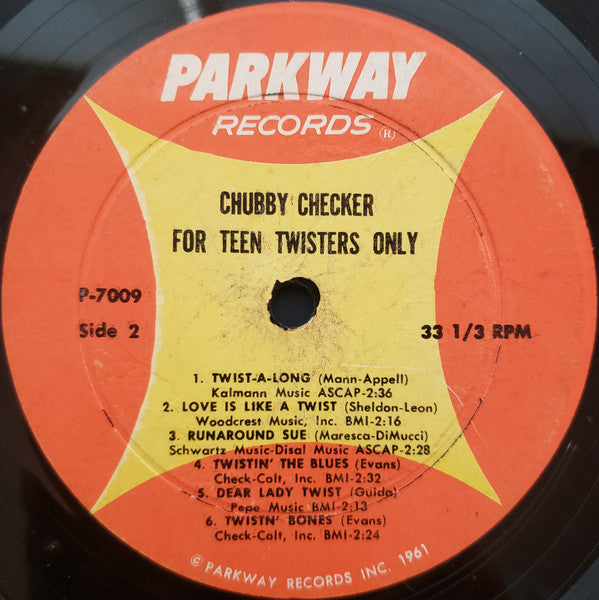 PARKWAY
RECORDS ®
CHUBBY CHECKER
FOR TEEN TWISTERS ONLY
P-7009
Side 2
33 1/3 RPM
1. TWIST-A-LONG (Mann-Appell)
Kalmann Music ASCAP-2:36
2. LOVE IS LIKE A TWIST (Sheldon-Leon)
Woodcrest Music, Inc. BMI-2:16
3. RUNAROUND SUE (Maresca-DiMucci)
Schwartz Music-Disal Music ASCAP-2:28
4. TWISTIN' THE BLUES (Evans)
Check-Colt, Inc. BMI-2:32
5. DEAR LADY TWIST (Guida)
Pepe Music BMI-2:13
6. TWISTN' BONES (Evans)
Check-Colt, Inc. BMI-2:24
© PARKWAY RECORDS INC. 1961